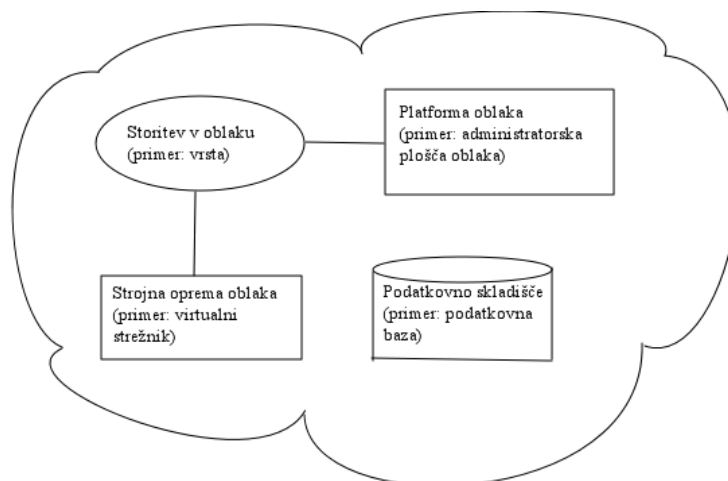 Storitev v oblaku
(primer: vrsta)
Platforma oblaka
(primer: administratorska
plošča oblaka)
Strojna oprema oblaka
(primer: virtualni
strežnik)
Podatkovno skladišče
(primer: podatkovna
baza)